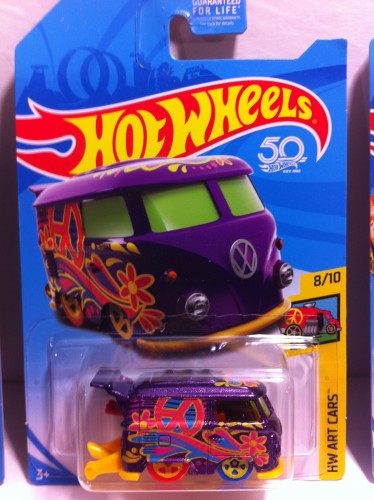 GUARANTEED
FOR LIFE
HOT WHEELS
50
8/10
HW ART CARS
3+